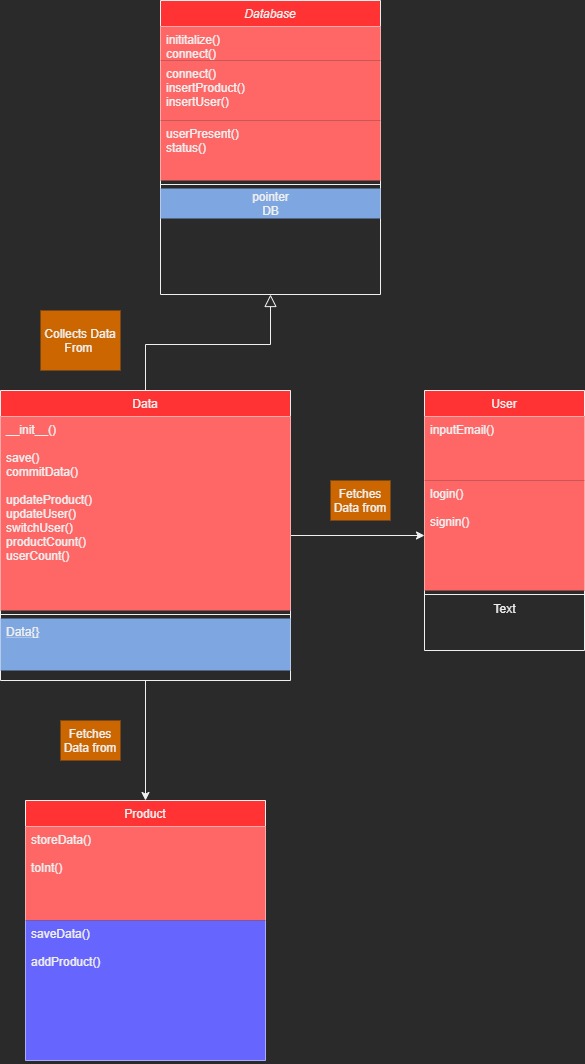 Database
inititalize()
connect()
connect()
insertProduct()
insertUser()
userPresent()
status()
pointer
DB
Collects Data
From
Data
__init__()
save()
commitData()
updateProduct()
updateUser()
switchUser()
productCount()
userCount()
Data{}
Fetches
Data from
User
inputEmail()
login()
signin()
Text
Fetches
Data from
Product
storeData()
toInt()
saveData()
addProduct()